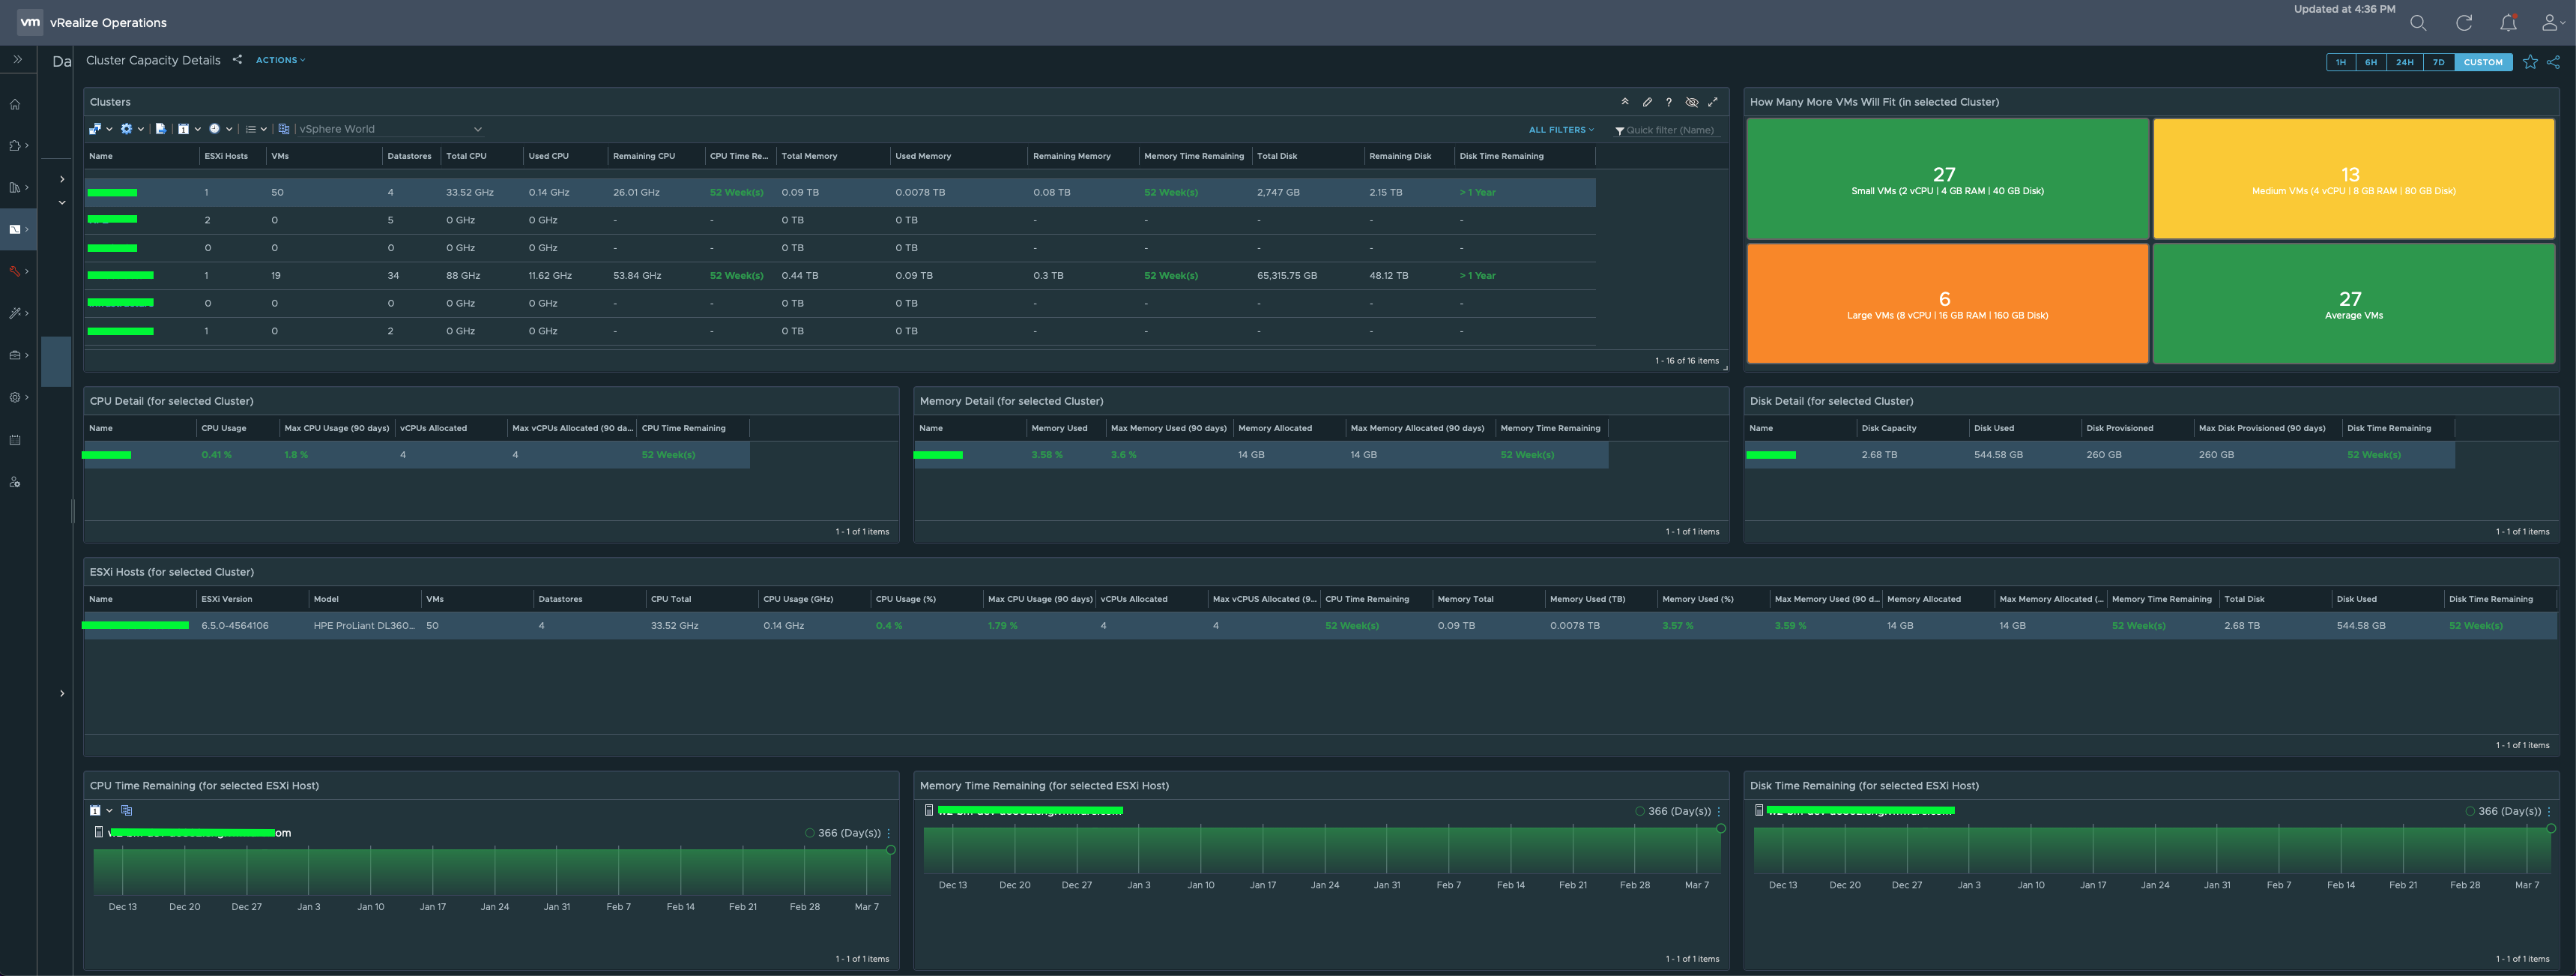 vm vRealize Operations
Updated at 4:36 PM
Da
Cluster Capacity Details ACTIONS
1H 6H 24H 7D CUSTOM
Clusters
vSphere World
ALL FILTERS Quick filter (Name)
Name ESXi Hosts VMs Datastores Total CPU Used CPU Remaining CPU CPU Time Re... Total Memory Used Memory Remaining Memory Memory Time Remaining Total Disk Remaining Disk Disk Time Remaining
1 50 4 33.52 GHz 0.14 GHz 26.01 GHz 52 Week(s) 0.09 TB 0.0078 TB 0.08 TB 52 Week(s) 2,747 GB 2.15 TB > 1 Year
2 0 5 0 GHz 0 GHz - - 0 TB 0 TB - - - - -
0 0 0 0 GHz 0 GHz - - 0 TB 0 TB - - - - -
1 19 34 88 GHz 11.62 GHz 53.84 GHz 52 Week(s) 0.44 TB 0.09 TB 0.3 TB 52 Week(s) 65,315.75 GB 48.12 TB > 1 Year
0 0 0 0 GHz 0 GHz - - 0 TB 0 TB - - - - -
1 0 2 0 GHz 0 GHz - - 0 TB 0 TB - - - - -
1 - 16 of 16 items
How Many More VMs Will Fit (in selected Cluster)
27
Small VMs (2 vCPU | 4 GB RAM | 40 GB Disk)
13
Medium VMs (4 vCPU | 8 GB RAM | 80 GB Disk)
6
Large VMs (8 vCPU | 16 GB RAM | 160 GB Disk)
27
Average VMs
CPU Detail (for selected Cluster)
Name CPU Usage Max CPU Usage (90 days) vCPUs Allocated Max vCPUs Allocated (90 da... CPU Time Remaining
0.41 % 1.8 % 4 4 52 Week(s)
1 - 1 of 1 items
Memory Detail (for selected Cluster)
Name Memory Used Max Memory Used (90 days) Memory Allocated Max Memory Allocated (90 days) Memory Time Remaining
3.58 % 3.6 % 14 GB 14 GB 52 Week(s)
1 - 1 of 1 items
Disk Detail (for selected Cluster)
Name Disk Capacity Disk Used Disk Provisioned Max Disk Provisioned (90 days) Disk Time Remaining
2.68 TB 544.58 GB 260 GB 260 GB 52 Week(s)
1 - 1 of 1 items
ESXi Hosts (for selected Cluster)
Name ESXi Version Model VMs Datastores CPU Total CPU Usage (GHz) CPU Usage (%) Max CPU Usage (90 days) vCPUs Allocated Max vCPUS Allocated (9... CPU Time Remaining Memory Total Memory Used (TB) Memory Used (%) Max Memory Used (90 d... Memory Allocated Max Memory Allocated (... Memory Time Remaining Total Disk Disk Used Disk Time Remaining
6.5.0-4564106 HPE ProLiant DL360... 50 4 33.52 GHz 0.14 GHz 0.4 % 1.79 % 4 4 52 Week(s) 0.09 TB 0.0078 TB 3.57 % 3.59 % 14 GB 14 GB 52 Week(s) 2.68 TB 544.58 GB 52 Week(s)
1 - 1 of 1 items
CPU Time Remaining (for selected ESXi Host)
om 366 (Day(s))
Dec 13 Dec 20 Dec 27 Jan 3 Jan 10 Jan 17 Jan 24 Jan 31 Feb 7 Feb 14 Feb 21 Feb 28 Mar 7
1 - 1 of 1 items
Memory Time Remaining (for selected ESXi Host)
366 (Day(s))
Dec 13 Dec 20 Dec 27 Jan 3 Jan 10 Jan 17 Jan 24 Jan 31 Feb 7 Feb 14 Feb 21 Feb 28 Mar 7
1 - 1 of 1 items
Disk Time Remaining (for selected ESXi Host)
366 (Day(s))
Dec 13 Dec 20 Dec 27 Jan 3 Jan 10 Jan 17 Jan 24 Jan 31 Feb 7 Feb 14 Feb 21 Feb 28 Mar 7
1 - 1 of 1 items